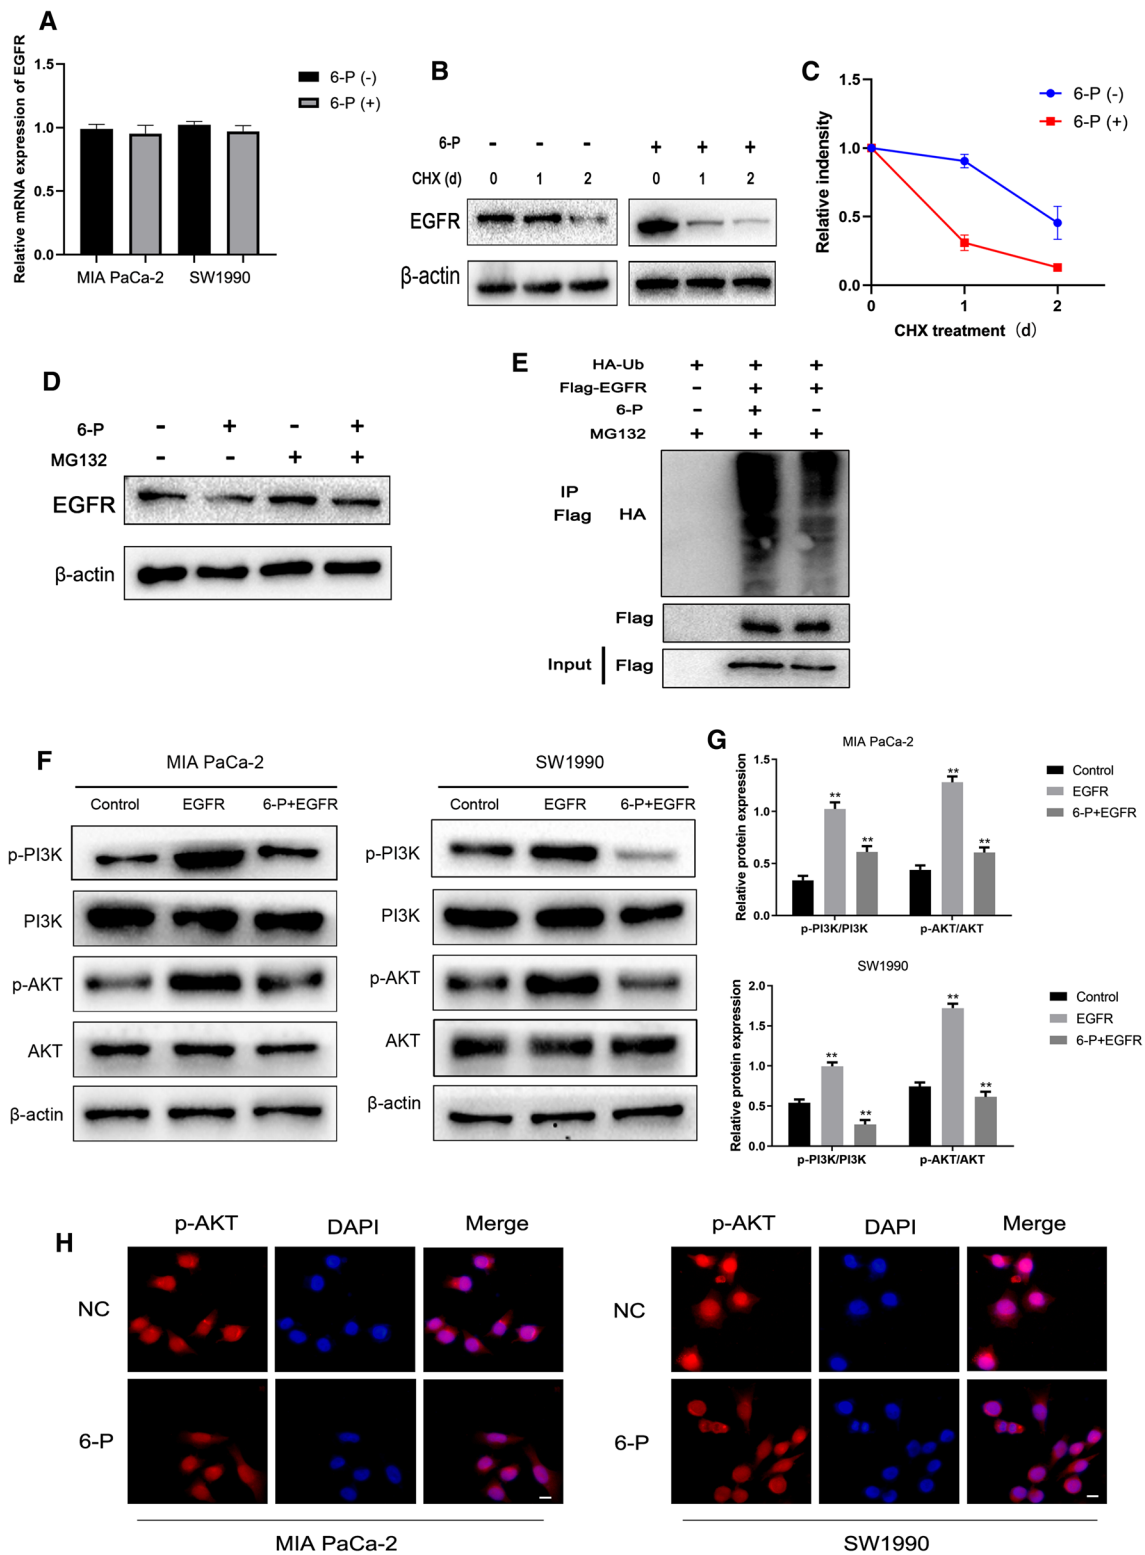 A
Relative mRNA expression of EGFR
1.5
1.0
0.5
0.0
MIA PaCa-2 SW1990
6-P (-)
6-P (+)
B
6-P - - - + + +
CHX (d) 0 1 2 0 1 2
EGFR
β-actin
C
Relative indensity
1.5
1.0
0.5
0.0
0 1 2
CHX treatment (d)
6-P (-)
6-P (+)
D
6-P - + - +
MG132 - - + +
EGFR
β-actin
E
HA-Ub + + +
Flag-EGFR - + +
6-P - + -
MG132 + + +
IP
Flag HA
Flag
Input Flag
F
MIA PaCa-2
Control EGFR 6-P+EGFR
p-PI3K
PI3K
p-AKT
AKT
β-actin
SW1990
Control EGFR 6-P+EGFR
p-PI3K
PI3K
p-AKT
AKT
β-actin
G
MIA PaCa-2
Relative protein expression
1.5
1.0
0.5
0.0
** ** ** **
p-PI3K/PI3K p-AKT/AKT
Control
EGFR
6-P+EGFR
SW1990
Relative protein expression
2.0
1.5
1.0
0.5
0.0
** ** ** **
p-PI3K/PI3K p-AKT/AKT
Control
EGFR
6-P+EGFR
H
p-AKT DAPI Merge
NC
6-P
MIA PaCa-2
p-AKT DAPI Merge
NC
6-P
SW1990